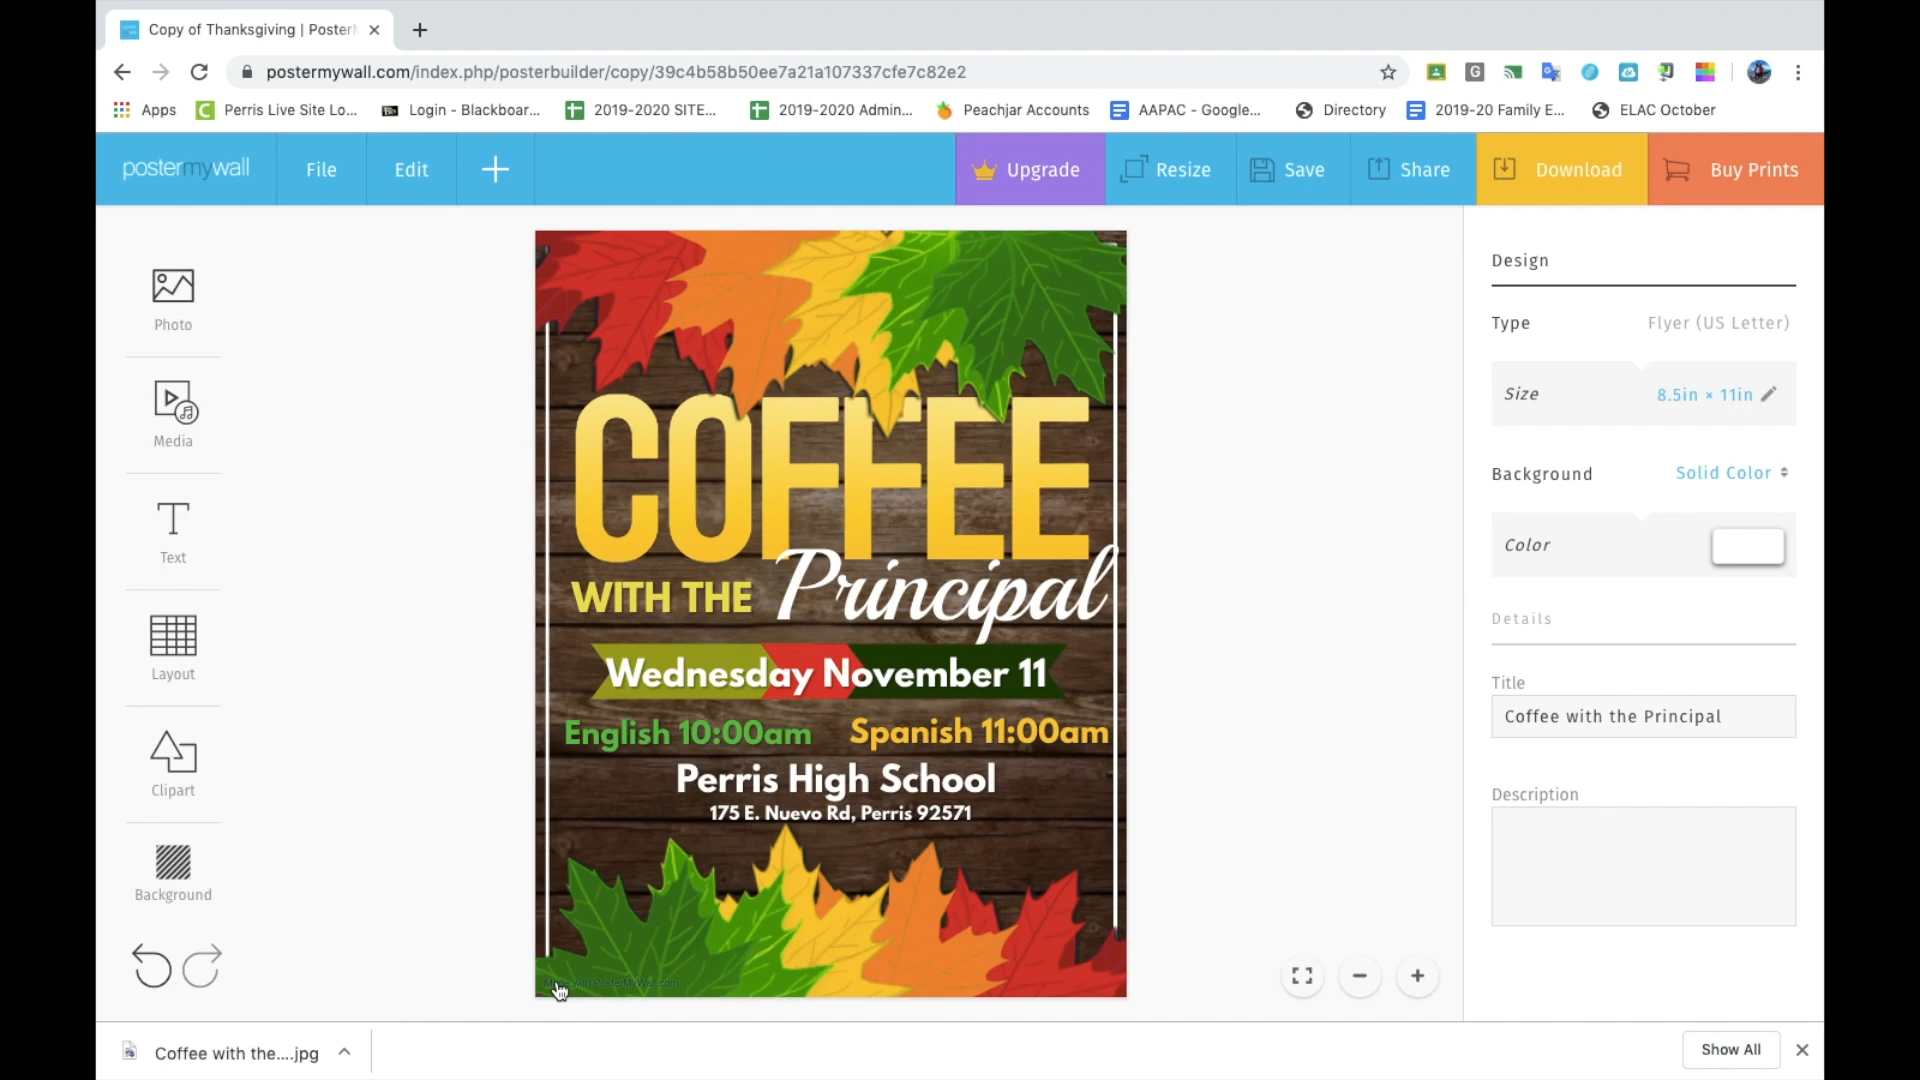 Copy of Thanksgiving | Poster
postermywall.com/index.php/posterbuilder/copy/39c4b58b50ee7a21a107337cfe7c82e2
Apps Perris Live Site Lo... Login - Blackboar... 2019-2020 SITE... 2019-2020 Admin... Peachjar Accounts AAPAC - Google... Directory 2019-20 Family E... ELAC October
postermywall File Edit Upgrade Resize Save Share Download Buy Prints
Photo
Media
Text
Layout
Clipart
Background
COFFEE
WITH THE Principal
Wednesday November 11
English 10:00am Spanish 11:00am
Perris High School
175 E. Nuevo Rd, Perris 92571
with PosterMyWall.com
Design
Type Flyer (US Letter)
Size 8.5in × 11in
Background Solid Color
Color
Details
Title
Coffee with the Principal
Description
Coffee with the....jpg
Show All